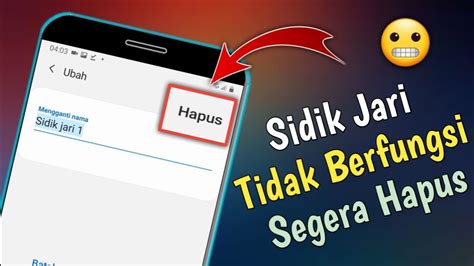 04:03
Ubah
Hapus
Mengganti nama
Sidik jari 1
Sidik Jari
Tidak Berfungsi
Segera Hapus